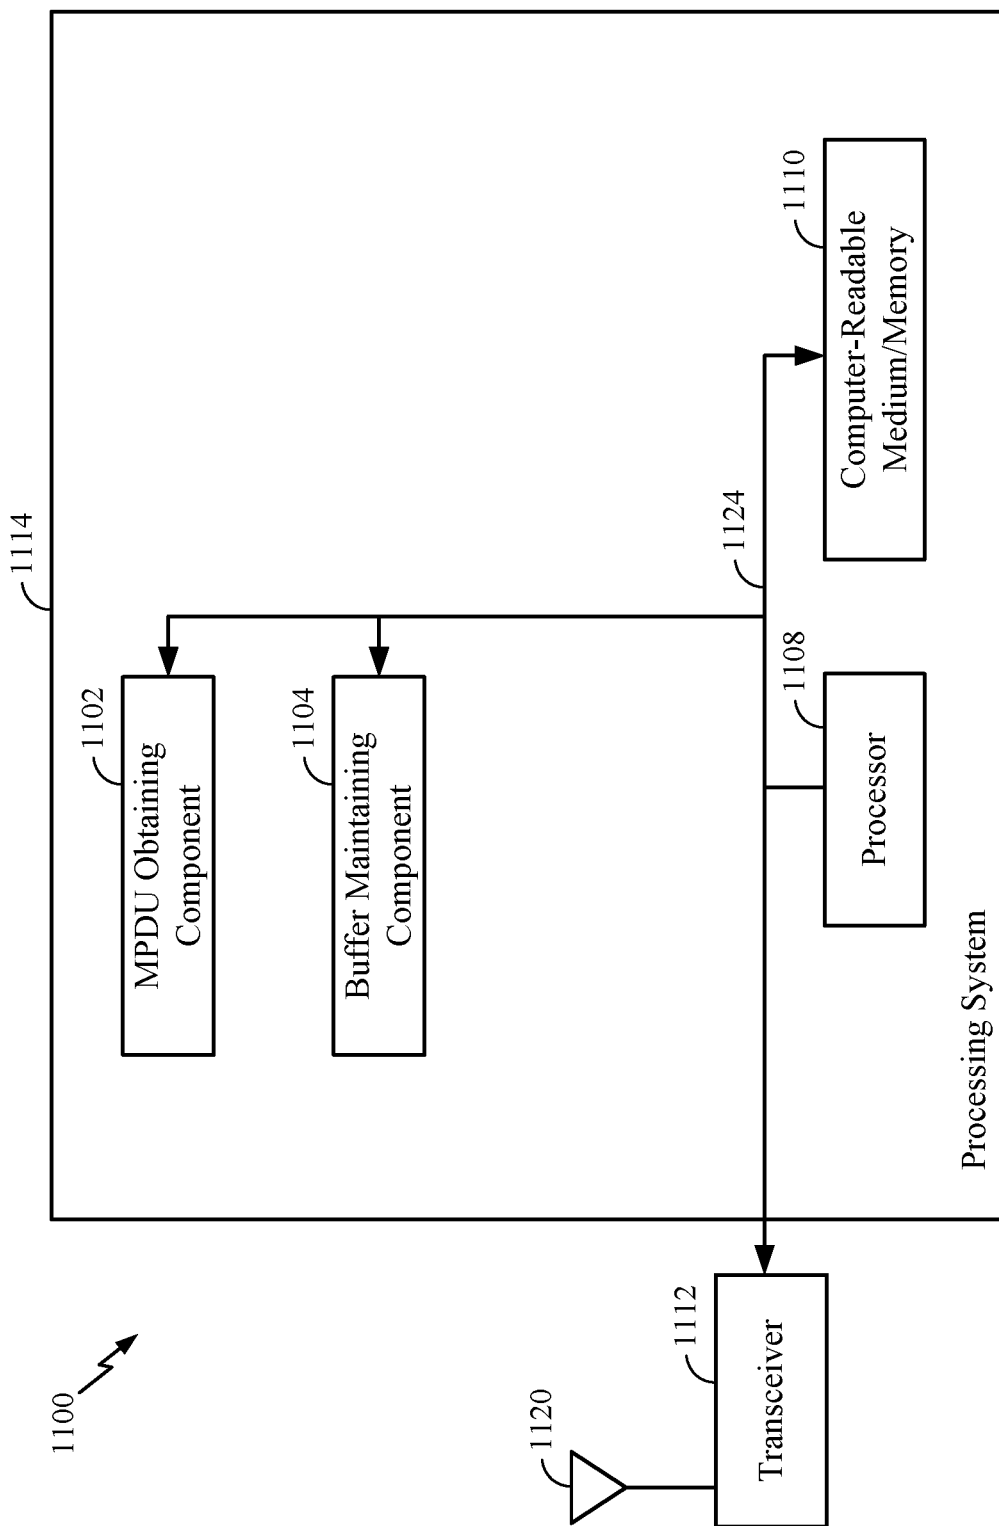 1100
1114
1120
1112
Transceiver
1102
MPDU Obtaining
Component
1104
Buffer Maintaining
Component
1124
1108
Processor
1110
Computer-Readable
Medium/Memory
Processing System